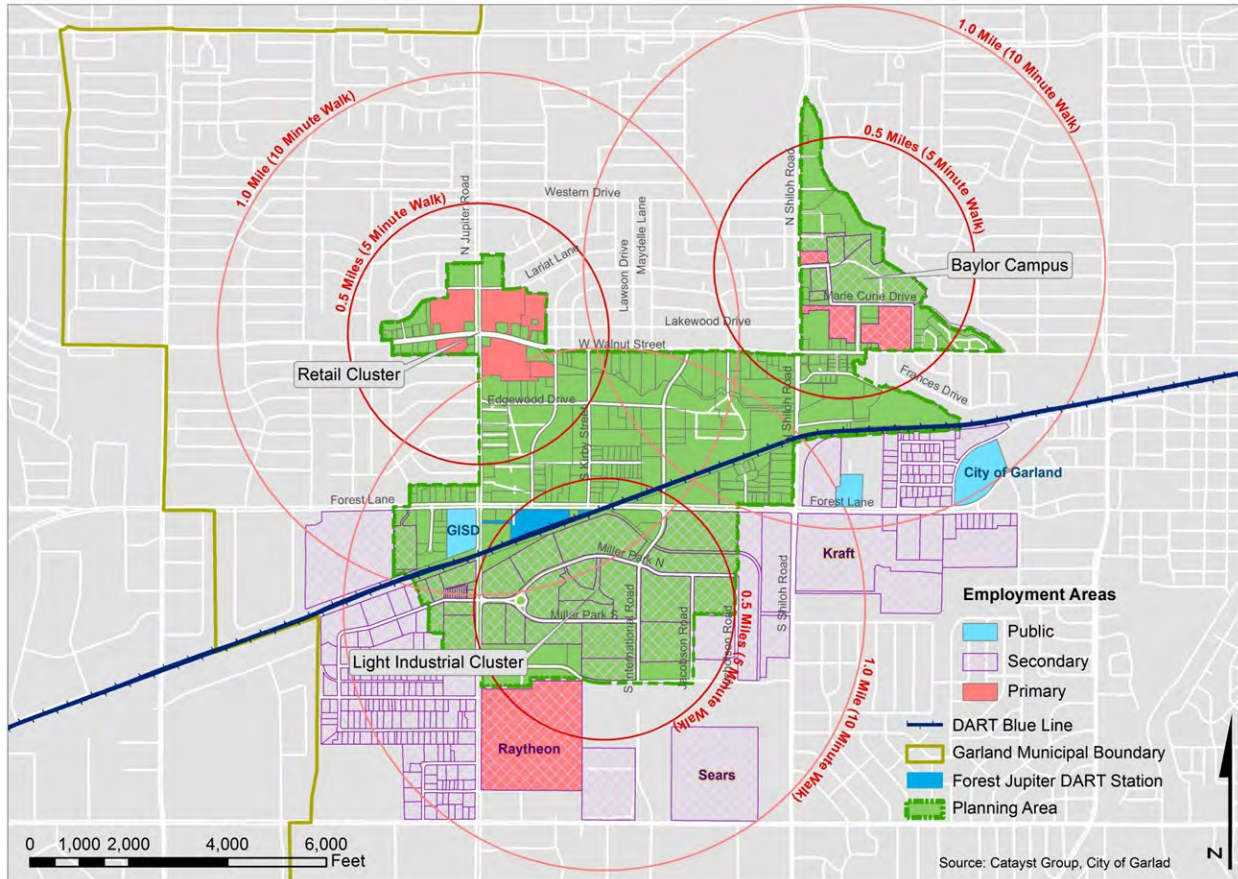 1.0 Mile (10 Minute Walk)
1.0 Mile (10 Minute Walk)
0.5 Miles (5 Minute Walk)
N Shiloh Road
Western Drive
N Jupiter Road
Maydelle Lane
0.5 Miles (5 Minute Walk)
Lariat Lane
Lawson Drive
Baylor Campus
Marie Curie Drive
Lakewood Drive
W Walnut Street
Retail Cluster
Frances Drive
Edgewood Drive
S Kirby Street
Shiloh Road
City of Garland
Forest Lane
Forest Lane
GISD
Miller Park N
Kraft
Miller Park S
S International Road
Jacobson Road
S Shiloh Road
0.5 Miles (5 Minute Walk)
Light Industrial Cluster
1.0 Mile (10 Minute Walk)
Raytheon
Sears
Employment Areas
Public
Secondary
Primary
DART Blue Line
Garland Municipal Boundary
Forest Jupiter DART Station
Planning Area
0 1,000 2,000 4,000 6,000
Feet
N
Source: Catayst Group, City of Garlad